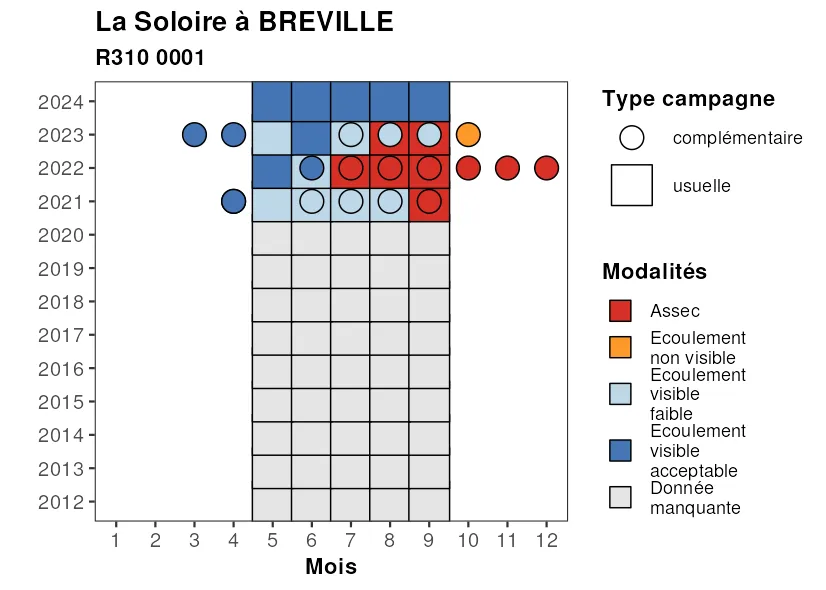 La Soloire à BREVILLE
R310 0001
2024
2023
2022
2021
2020
2019
2018
2017
2016
2015
2014
2013
2012
1 2 3 4 5 6 7 8 9 10 11 12
Mois
Type campagne
complémentaire
usuelle
Modalités
Assec
Ecoulement
non visible
Ecoulement
visible
faible
Ecoulement
visible
acceptable
Donnée
manquante